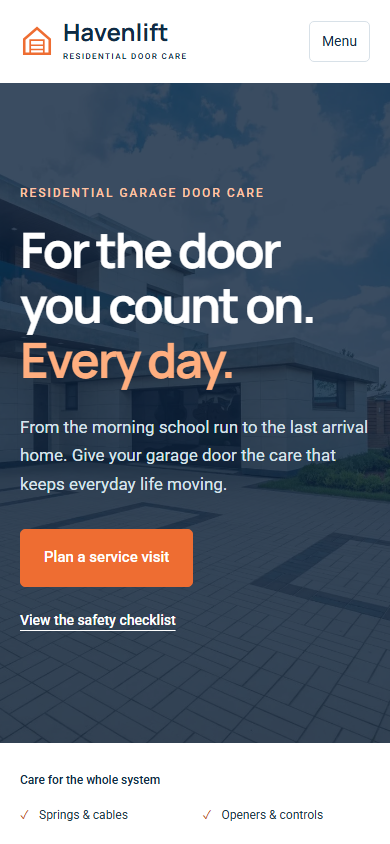 Havenlift
RESIDENTIAL DOOR CARE
Menu
RESIDENTIAL GARAGE DOOR CARE
For the door
you count on.
Every day.
From the morning school run to the last arrival
home. Give your garage door the care that
keeps everyday life moving.
Plan a service visit
View the safety checklist
Care for the whole system
✓ Springs & cables
✓ Openers & controls